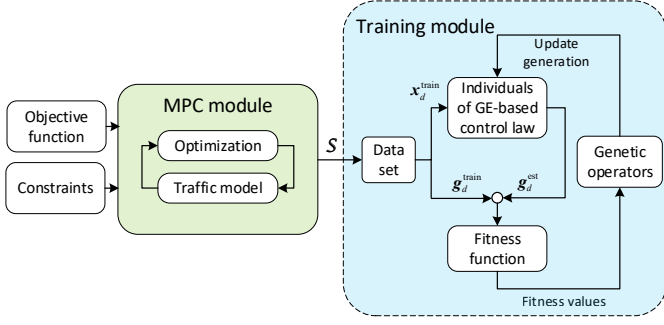 Training module
Update
generation
Objective
function
MPC module
x_d^train
Individuals
of GE-based
control law
Optimization
S
Data
set
Genetic
operators
Constraints
Traffic model
g_d^train
g_d^est
Fitness
function
Fitness values